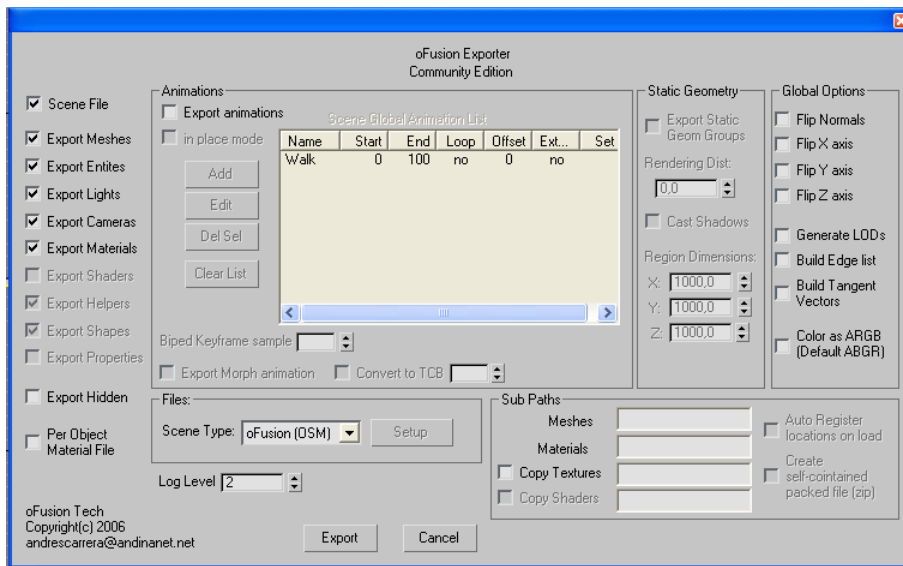 oFusion Exporter
Community Edition
Scene File
Export Meshes
Export Entites
Export Lights
Export Cameras
Export Materials
Export Shaders
Export Helpers
Export Shapes
Export Properties
Export Hidden
Per Object
Material File
Animations
Export animations
Scene Global Animation List
in place mode
Name Start End Loop Offset Ext... Set
Walk 0 100 no 0 no
Add
Edit
Del Sel
Clear List
Biped Keyframe sample
Export Morph animation Convert to TCB
Static Geometry
Export Static
Geom Groups
Rendering Dist:
0,0
Cast Shadows
Region Dimensions:
X: 1000,0
Y: 1000,0
Z: 1000,0
Global Options
Flip Normals
Flip X axis
Flip Y axis
Flip Z axis
Generate LODs
Build Edge list
Build Tangent
Vectors
Color as ARGB
(Default ABGR)
Files:
Scene Type: oFusion (OSM) Setup
Log Level 2
Sub Paths
Meshes
Materials
Copy Textures
Copy Shaders
Auto Register
locations on load
Create
self-cointained
packed file (zip)
oFusion Tech
Copyright(c) 2006
andrescarrera@andinanet.net
Export Cancel